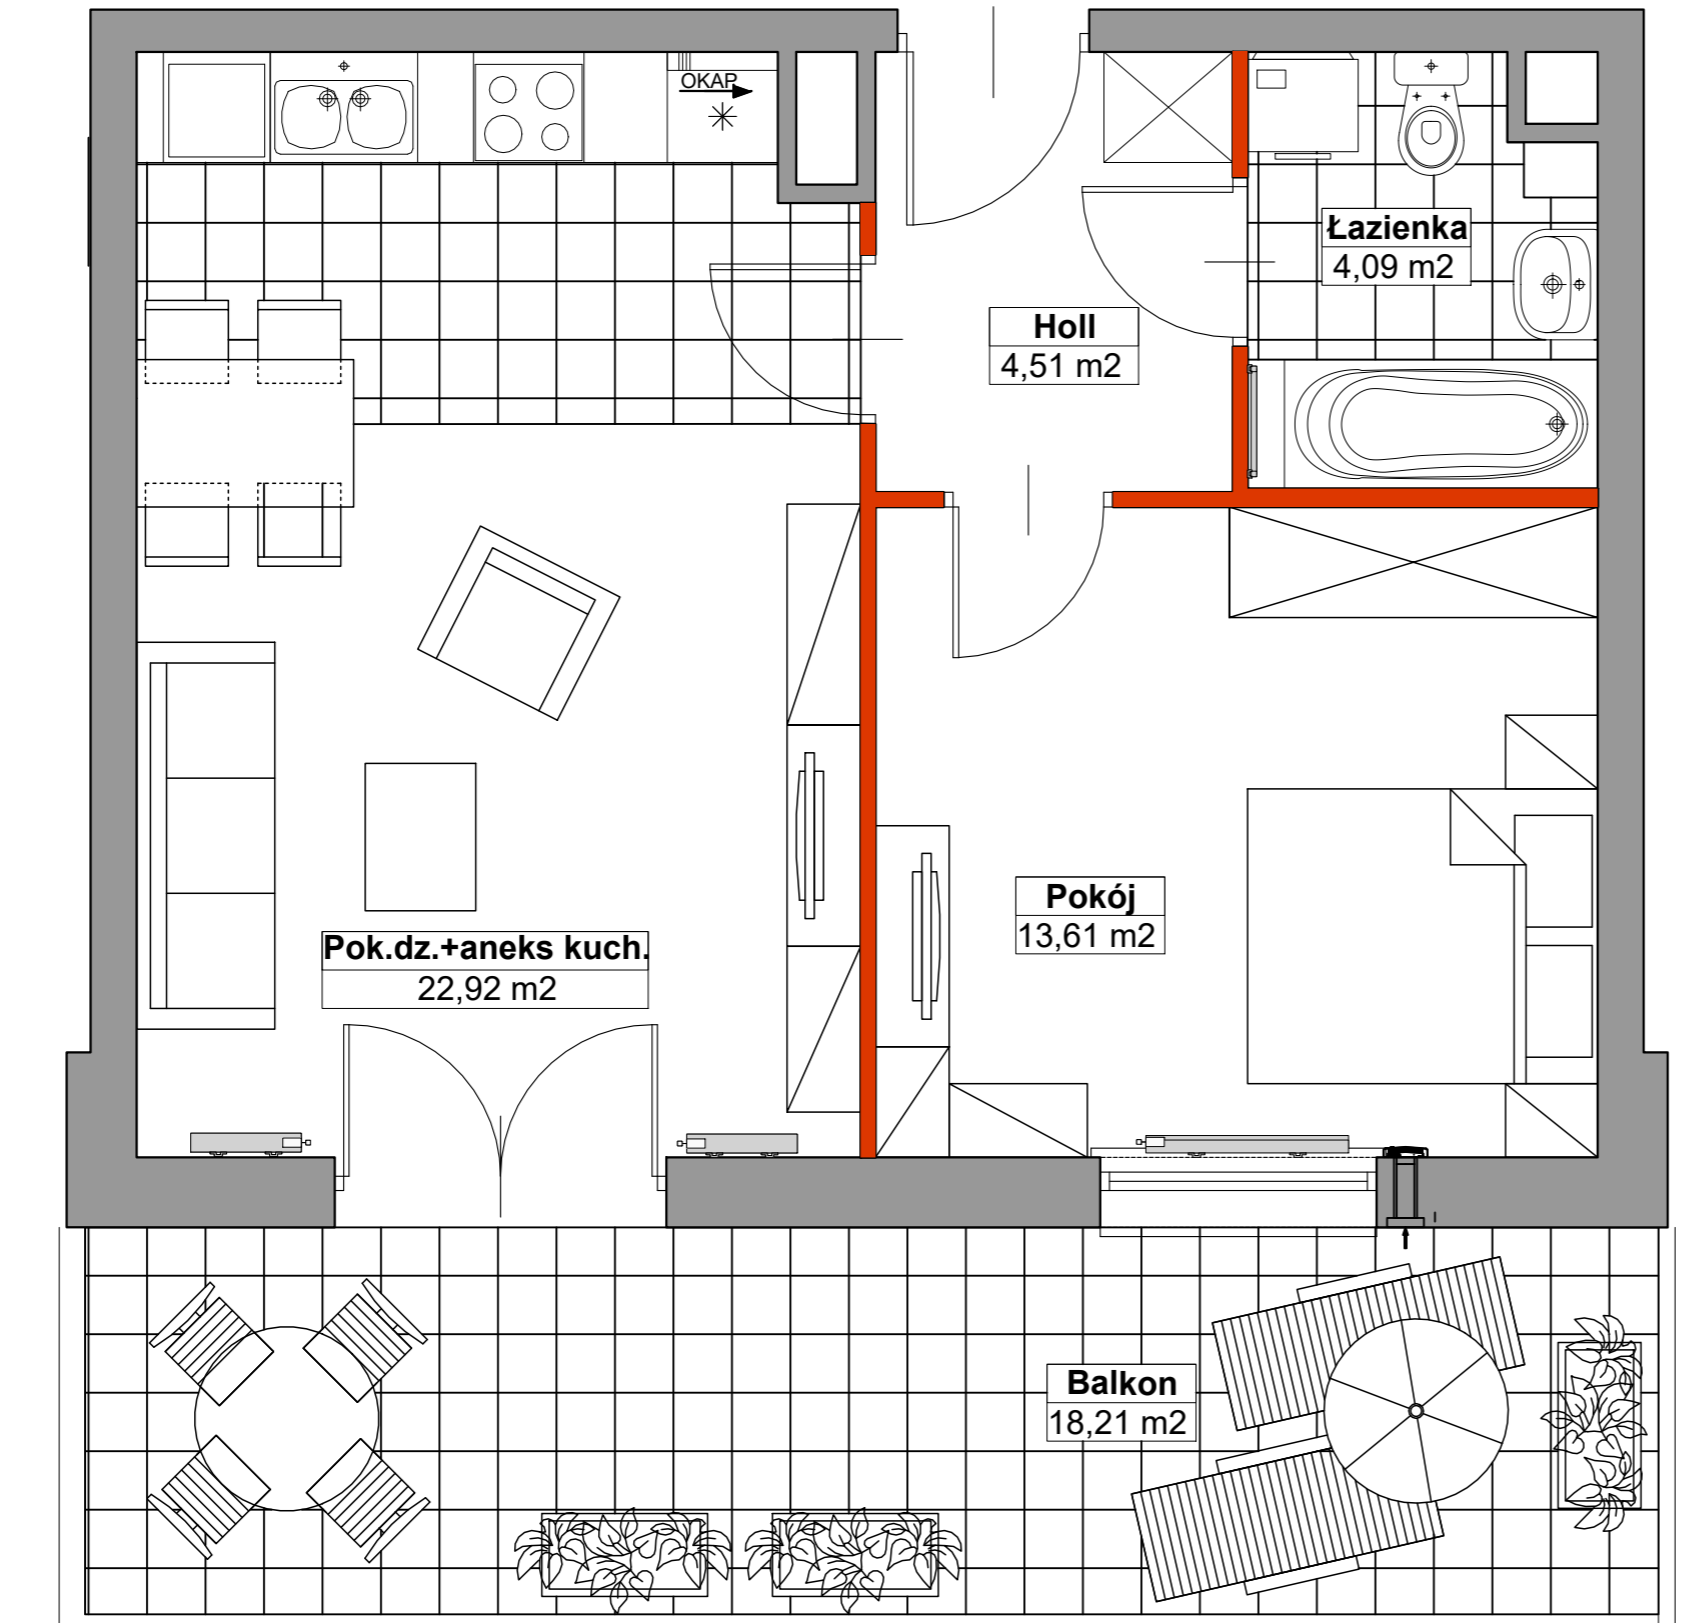 OKAP
Łazienka
4,09 m2
Holl
4,51 m2
Pokój
13,61 m2
Pok.dz.+aneks kuch.
22,92 m2
Balkon
18,21 m2